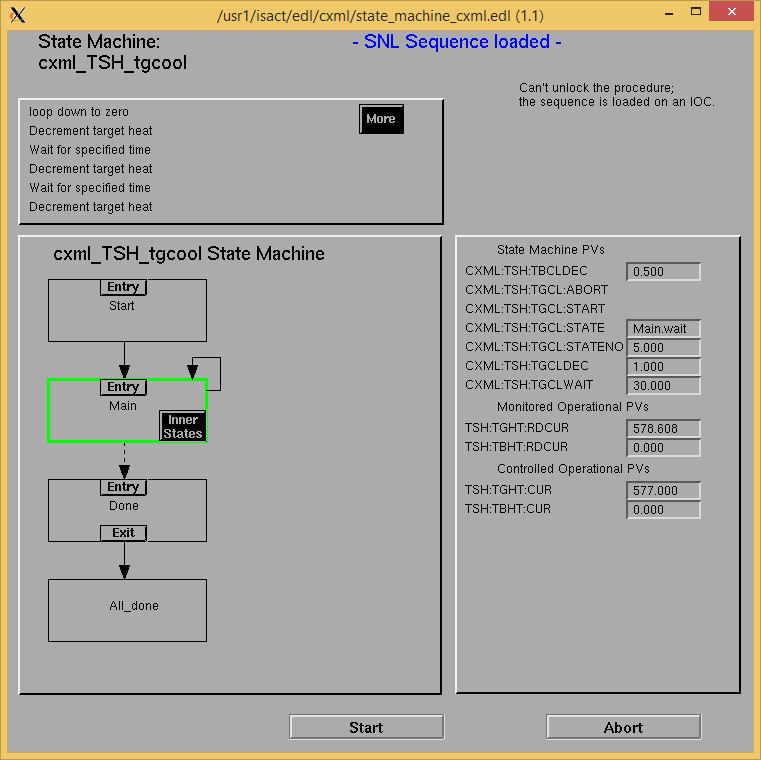 /usr1/isact/edl/cxml/state_machine_cxml.edl (1.1)
State Machine:
cxml_TSH_tgcool
- SNL Sequence loaded -
Can't unlock the procedure;
the sequence is loaded on an IOC.
loop down to zero
Decrement target heat
Wait for specified time
Decrement target heat
Wait for specified time
Decrement target heat
More
cxml_TSH_tgcool State Machine
Entry
Start
Entry
Main
Inner
States
Entry
Done
Exit
All_done
State Machine PVs
CXML:TSH:TBCLDEC 0.500
CXML:TSH:TGCL:ABORT
CXML:TSH:TGCL:START
CXML:TSH:TGCL:STATE Main.wait
CXML:TSH:TGCL:STATENO 5.000
CXML:TSH:TGCLDEC 1.000
CXML:TSH:TGCLWAIT 30.000
Monitored Operational PVs
TSH:TGHT:RDCUR 578.608
TSH:TBHT:RDCUR 0.000
Controlled Operational PVs
TSH:TGHT:CUR 577.000
TSH:TBHT:CUR 0.000
Start
Abort